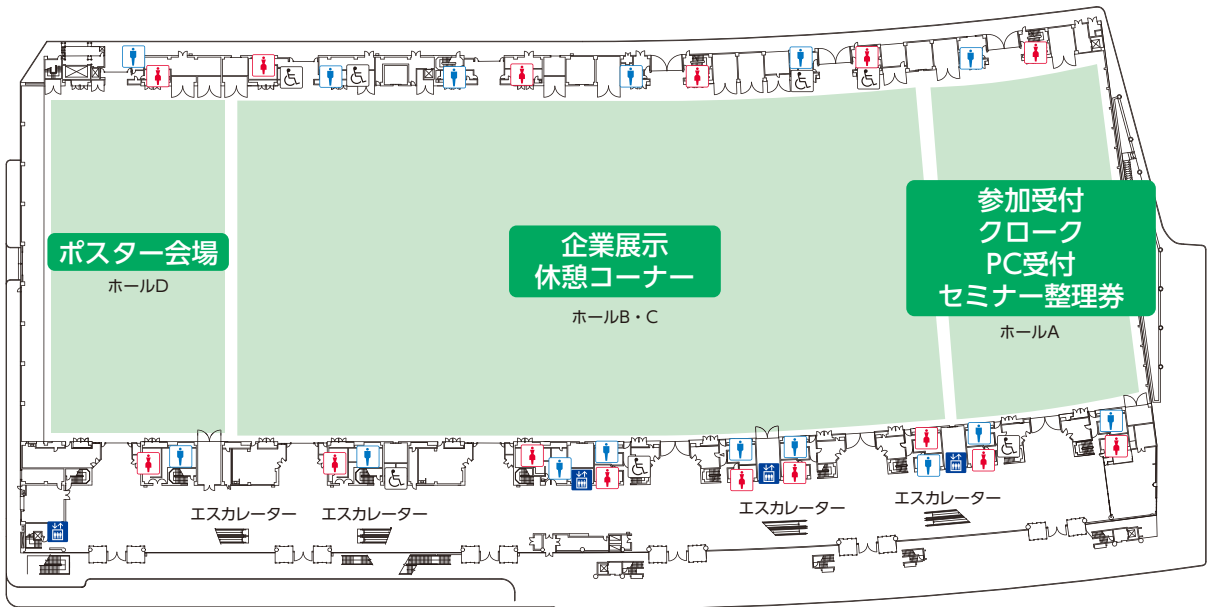 ポスター会場
ホールD
企業展示
休憩コーナー
ホールB・C
参加受付
クローク
PC受付
セミナー整理券
ホールA
エスカレーター
エスカレーター
エスカレーター
エスカレーター